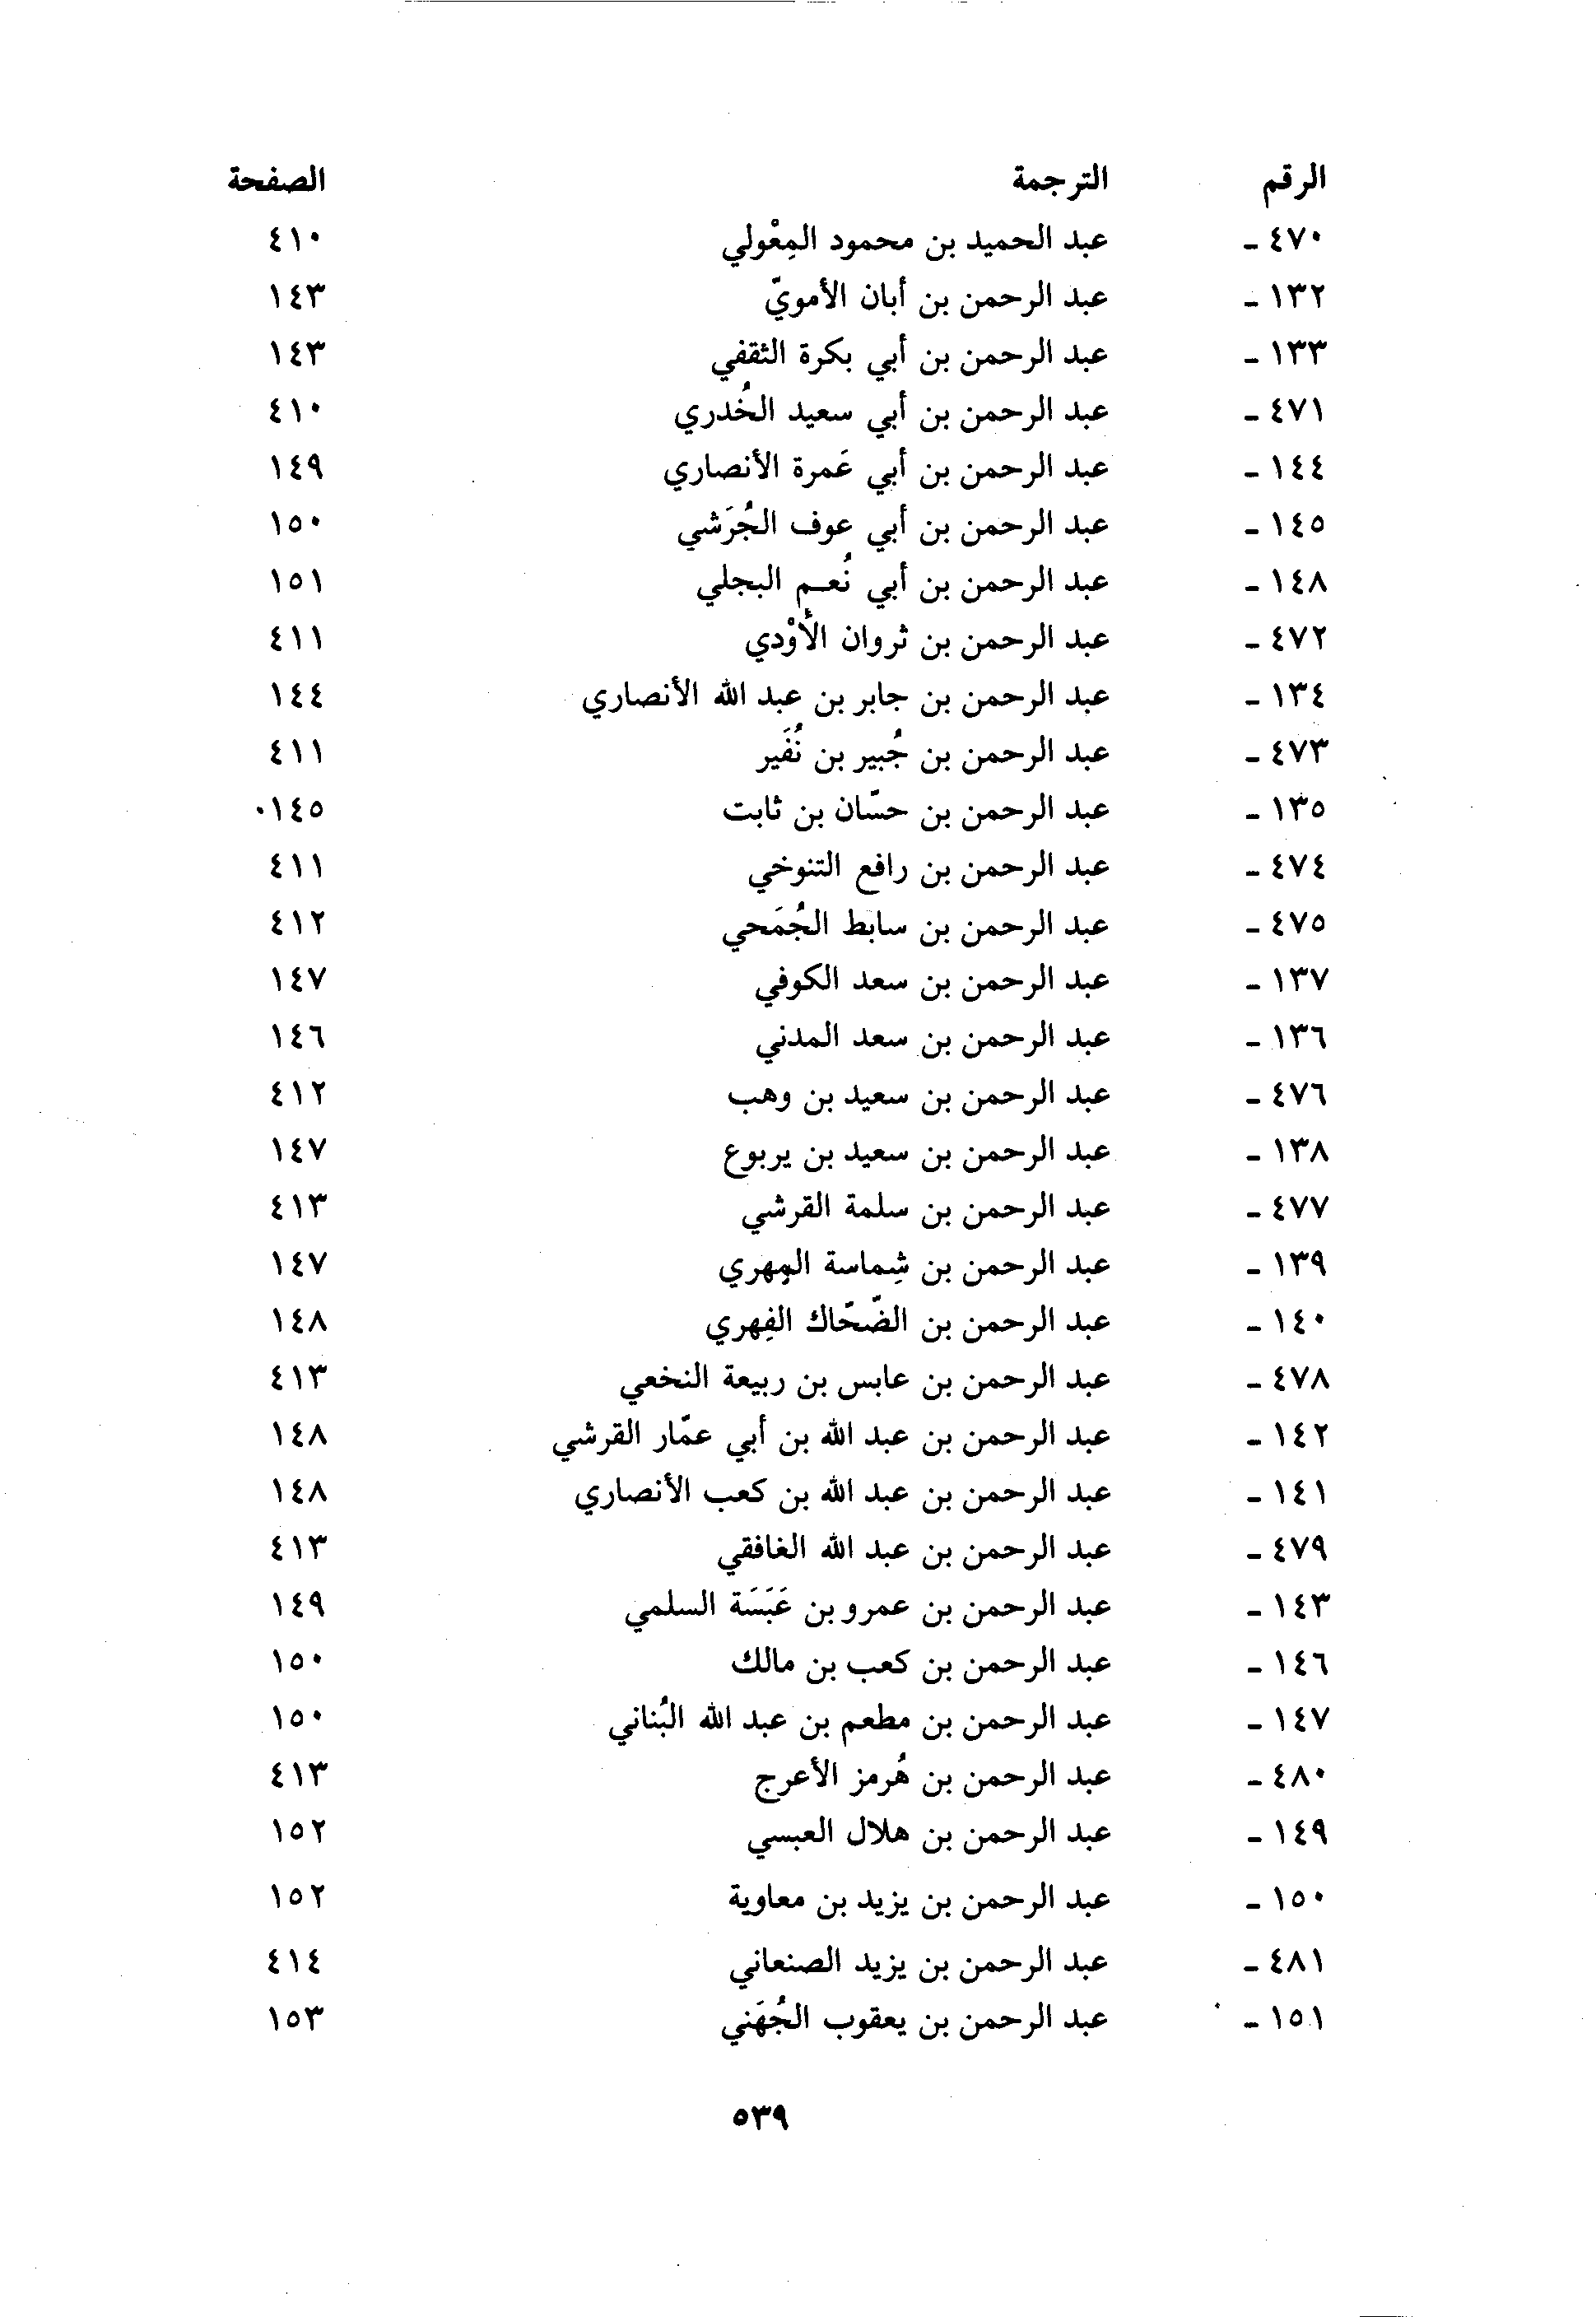 الرقم الترجمة الصفحة
٤٧٠ - عبد الحميد بن محمود المِعْولي ٤١٠
١٣٢ - عبد الرحمن بن أبان الأمويّ ١٤٣
١٣٣ - عبد الرحمن بن أبي بكرة الثقفي ١٤٣
٤٧١ - عبد الرحمن بن أبي سعيد الخُدري ٤١٠
١٤٤ - عبد الرحمن بن أبي عَمرة الأنصاري ١٤٩
١٤٥ - عبد الرحمن بن أبي عوف الجُرَشي ١٥٠
١٤٨ - عبد الرحمن بن أبي نُعـم البجلي ١٥١
٤٧٢ - عبد الرحمن بن ثروان الأَوْدي ٤١١
١٣٤ - عبد الرحمن بن جابر بن عبد الله الأنصاري ١٤٤
٤٧٣ - عبد الرحمن بن جُبير بن نُفَير ٤١١
١٣٥ - عبد الرحمن بن حسّان بن ثابت ١٤٥
٤٧٤ - عبد الرحمن بن رافع التنوخي ٤١١
٤٧٥ - عبد الرحمن بن سابط الجُمَحي ٤١٢
١٣٧ - عبد الرحمن بن سعد الكوفي ١٤٧
١٣٦ - عبد الرحمن بن سعد المدني ١٤٦
٤٧٦ - عبد الرحمن بن سعيد بن وهب ٤١٢
١٣٨ - عبد الرحمن بن سعيد بن يربوع ١٤٧
٤٧٧ - عبد الرحمن بن سلمة القرشي ٤١٣
١٣٩ - عبد الرحمن بن شِماسة المِهري ١٤٧
١٤٠ - عبد الرحمن بن الضّحّاك الفِهري ١٤٨
٤٧٨ - عبد الرحمن بن عابس بن ربيعة النخعي ٤١٣
١٤٢ - عبد الرحمن بن عبد الله بن أبي عمّار القرشي ١٤٨
١٤١ - عبد الرحمن بن عبد الله بن كعب الأنصاري ١٤٨
٤٧٩ - عبد الرحمن بن عبد الله الغافقي ٤١٣
١٤٣ - عبد الرحمن بن عمرو بن عَبَسَة السلمي ١٤٩
١٤٦ - عبد الرحمن بن كعب بن مالك ١٥٠
١٤٧ - عبد الرحمن بن مطعم بن عبد الله البُناني ١٥٠
٤٨٠ - عبد الرحمن بن هُرمز الأعرج ٤١٣
١٤٩ - عبد الرحمن بن هلال العبسي ١٥٢
١٥٠ - عبد الرحمن بن يزيد بن معاوية ١٥٢
٤٨١ - عبد الرحمن بن يزيد الصنعاني ٤١٤
١٥١ - عبد الرحمن بن يعقوب الجُهَني ١٥٣
٥٣٩